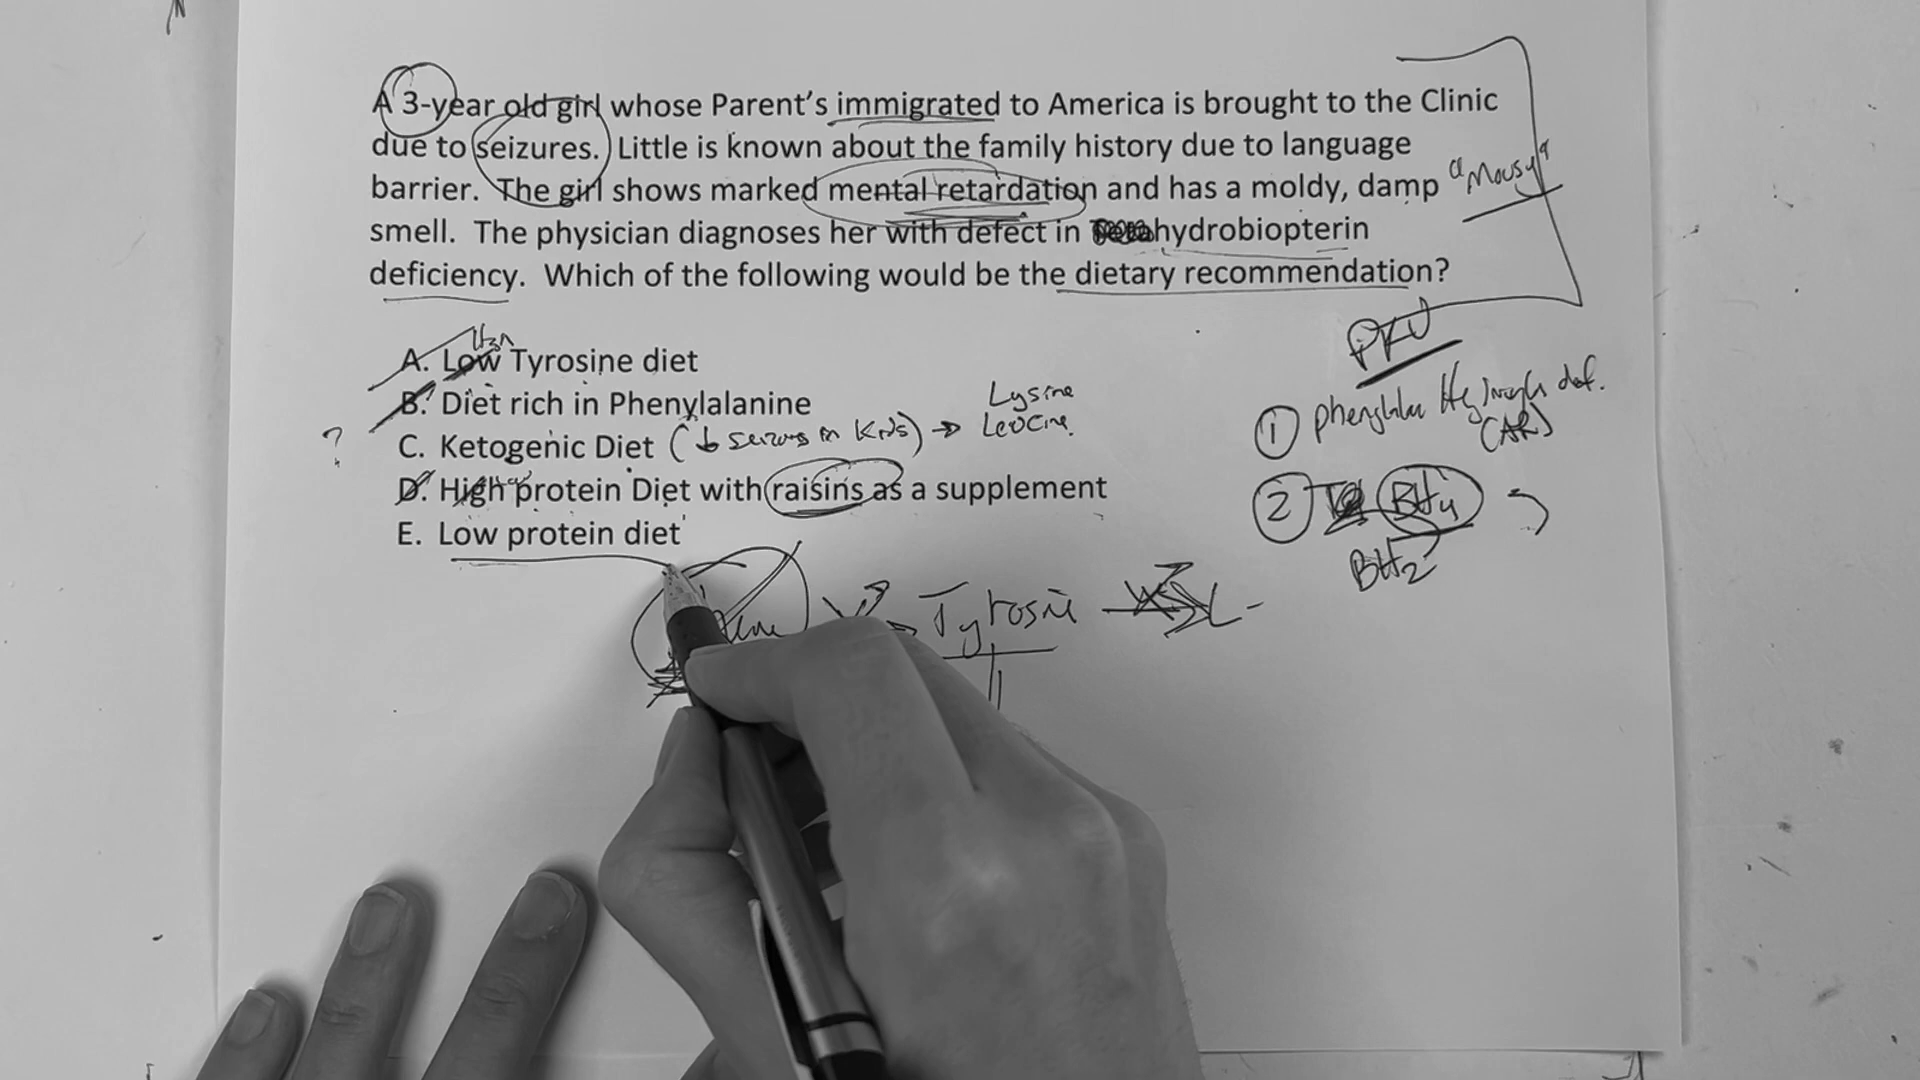 A 3-year old girl whose Parent's immigrated to America is brought to the Clinic
due to seizures. Little is known about the family history due to language
barrier. The girl shows marked mental retardation and has a moldy, damp "Mousy"
smell. The physician diagnoses her with defect in hydrobiopterin
deficiency. Which of the following would be the dietary recommendation?
PKU
A. Low Tyrosine diet
B. Diet rich in Phenylalanine
Lysine
C. Ketogenic Diet (↓ seizures in Kids) → Leucine
① def.
(AR)
D. High protein Diet with raisins as a supplement
② BH4
E. Low protein diet
BH2
Tyrosine